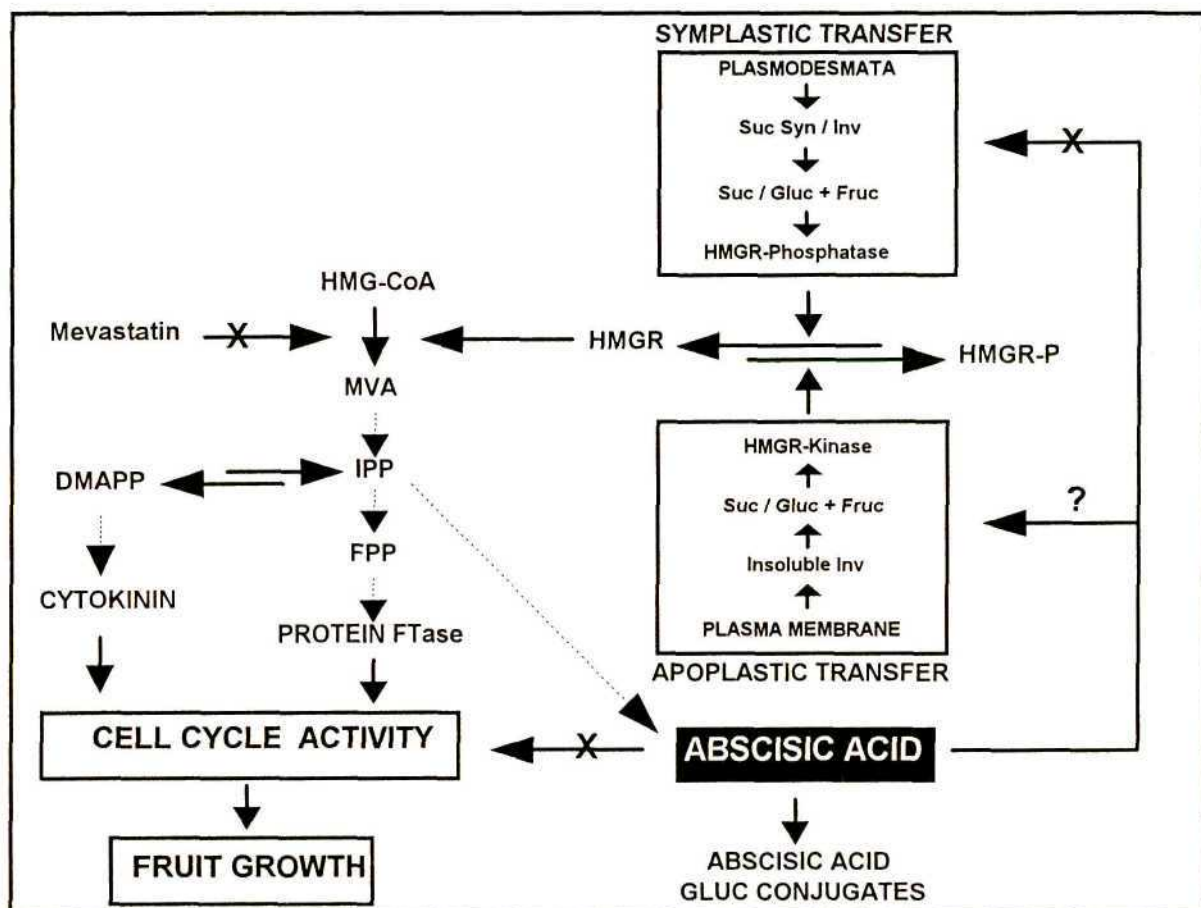 SYMPLASTIC TRANSFER
PLASMODESMATA
Suc Syn / Inv
X
Suc / Gluc + Fruc
HMGR-Phosphatase
HMG-CoA
Mevastatin
X
HMGR
HMGR-P
MVA
HMGR-Kinase
DMAPP
IPP
Suc / Gluc + Fruc
?
FPP
Insoluble Inv
CYTOKININ
PROTEIN FTase
PLASMA MEMBRANE
APOPLASTIC TRANSFER
CELL CYCLE ACTIVITY
X
ABSCISIC ACID
FRUIT GROWTH
ABSCISIC ACID
GLUC CONJUGATES